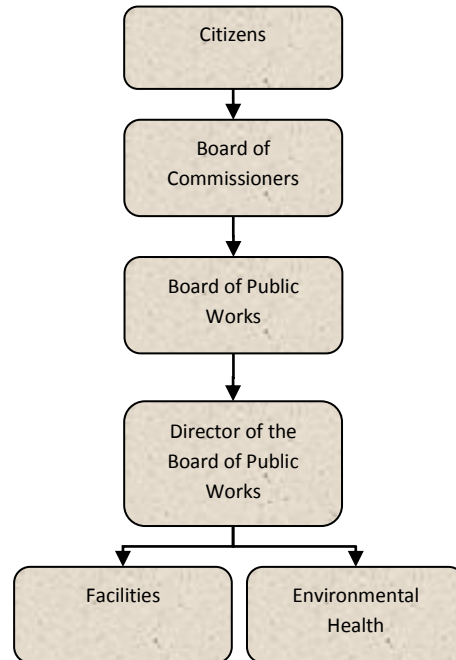 Citizens
Board of
Commissioners
Board of Public
Works
Director of the
Board of Public
Works
Facilities
Environmental
Health